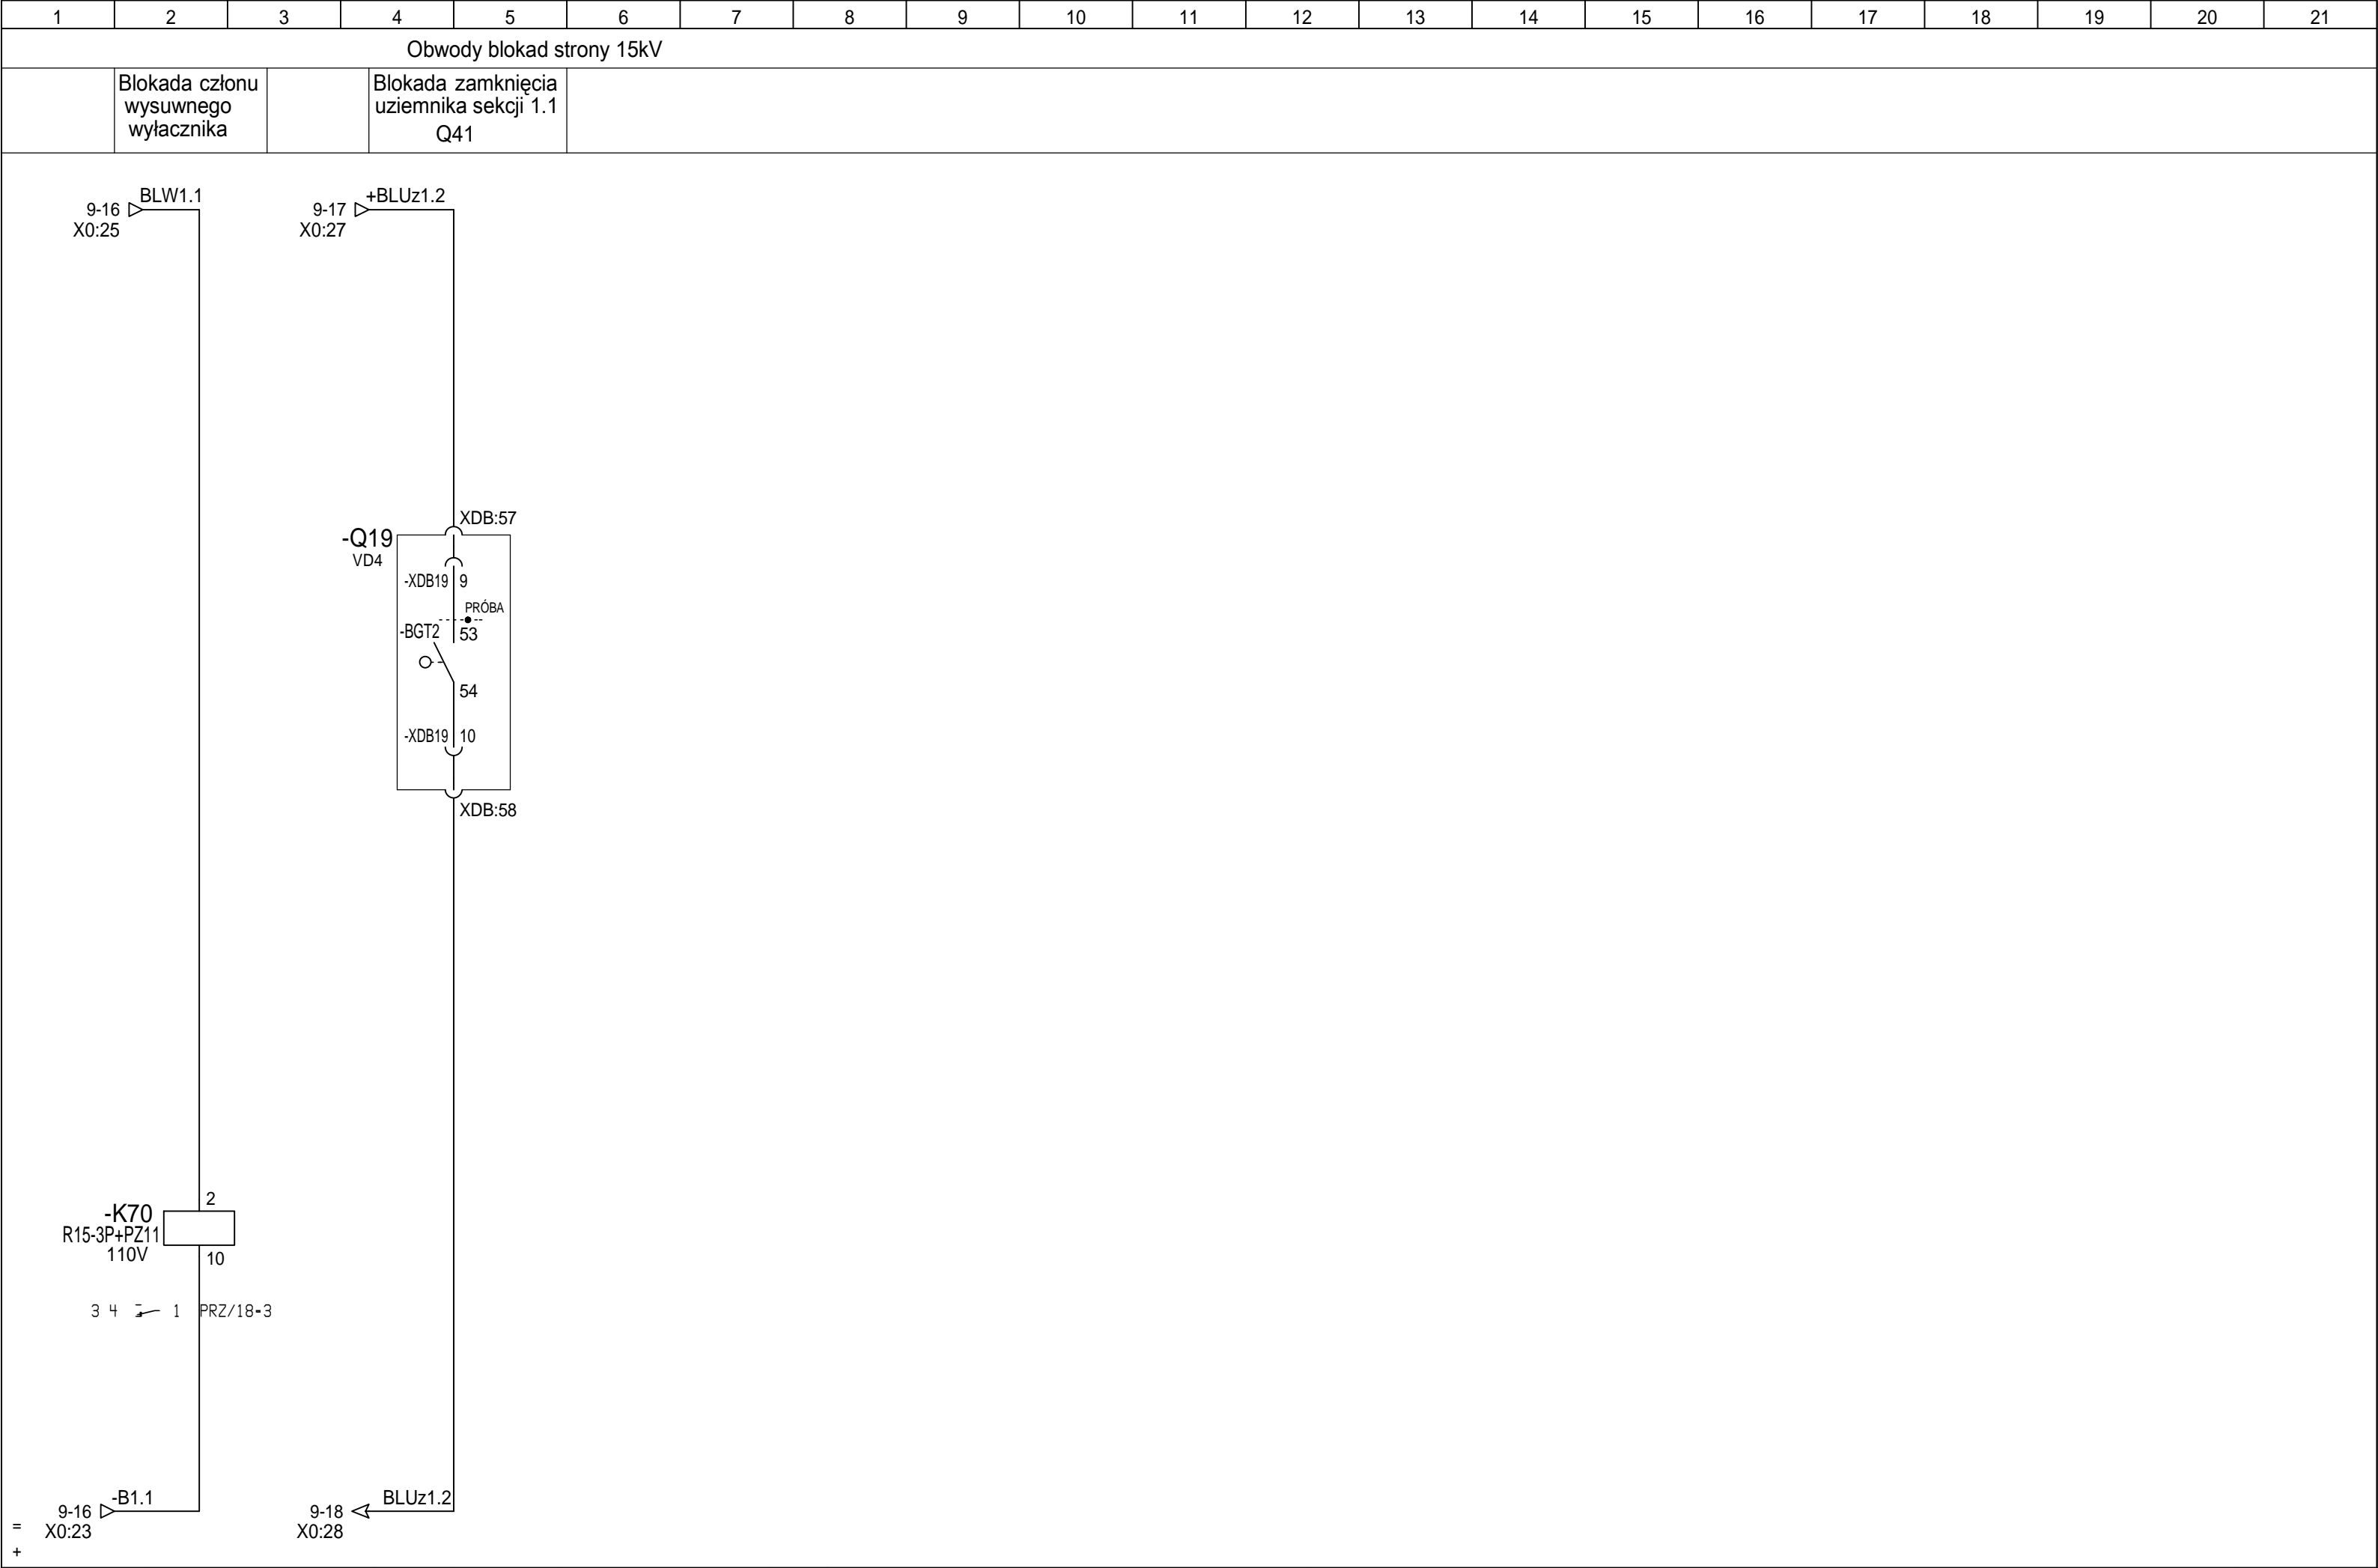 1 2 3 4 5 6 7 8 9 10 11 12 13 14 15 16 17 18 19 20 21
Obwody blokad strony 15kV
Blokada członu
wysuwnego
wyłacznika
Blokada zamknięcia
uziemnika sekcji 1.1
Q41
BLW1.1
9-16
X0:25
+BLUz1.2
9-17
X0:27
XDB:57
-Q19
VD4
-XDB19 9
PRÓBA
-BGT2 53
54
-XDB19 10
XDB:58
2
-K70
R15-3P+PZ11
110V
10
3 4 1 PRZ/18-3
-B1.1
9-16
X0:23
BLUz1.2
9-18
X0:28
=
+